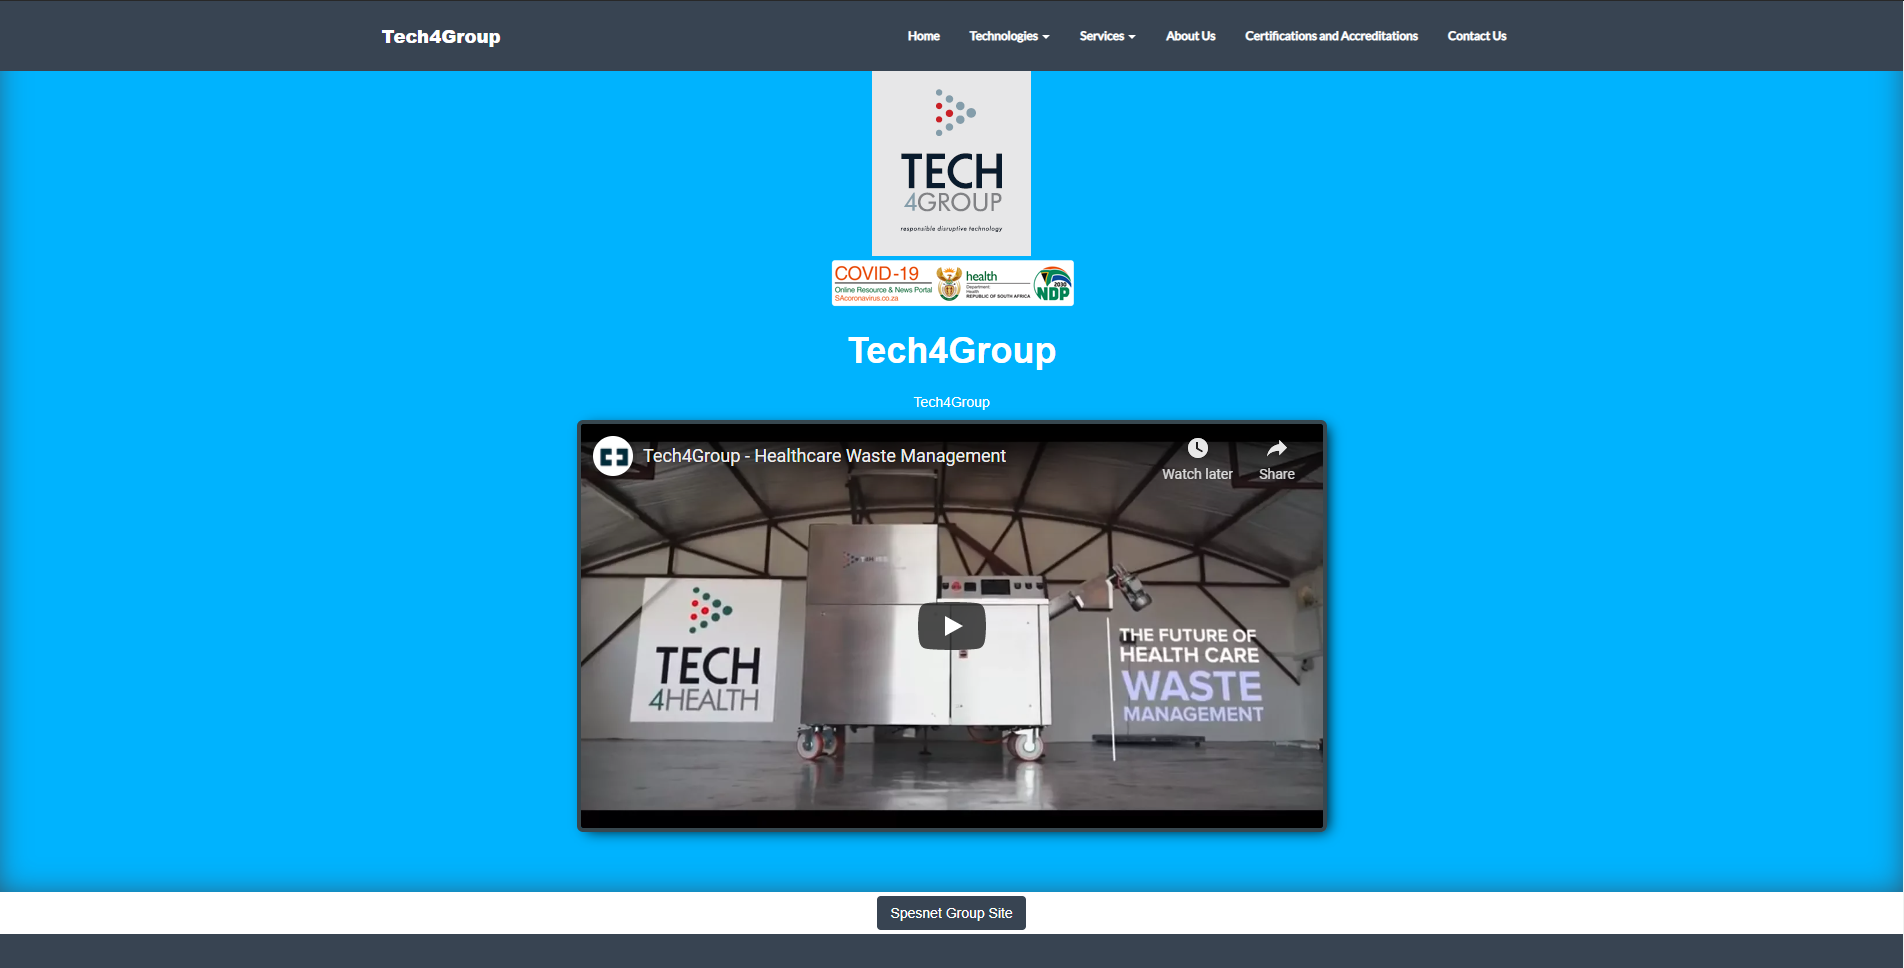 Tech4Group
Home Technologies Services About Us Certifications and Accreditations Contact Us
TECH
4GROUP
responsible disruptive technology
COVID-19
Online Resource & News Portal
SAcoronavirus.co.za
health
Department:
Health
REPUBLIC OF SOUTH AFRICA
2030
NDP
Tech4Group
Tech4Group
Tech4Group - Healthcare Waste Management
Watch later
Share
TECH
4HEALTH
THE FUTURE OF
HEALTH CARE
WASTE
MANAGEMENT
Spesnet Group Site